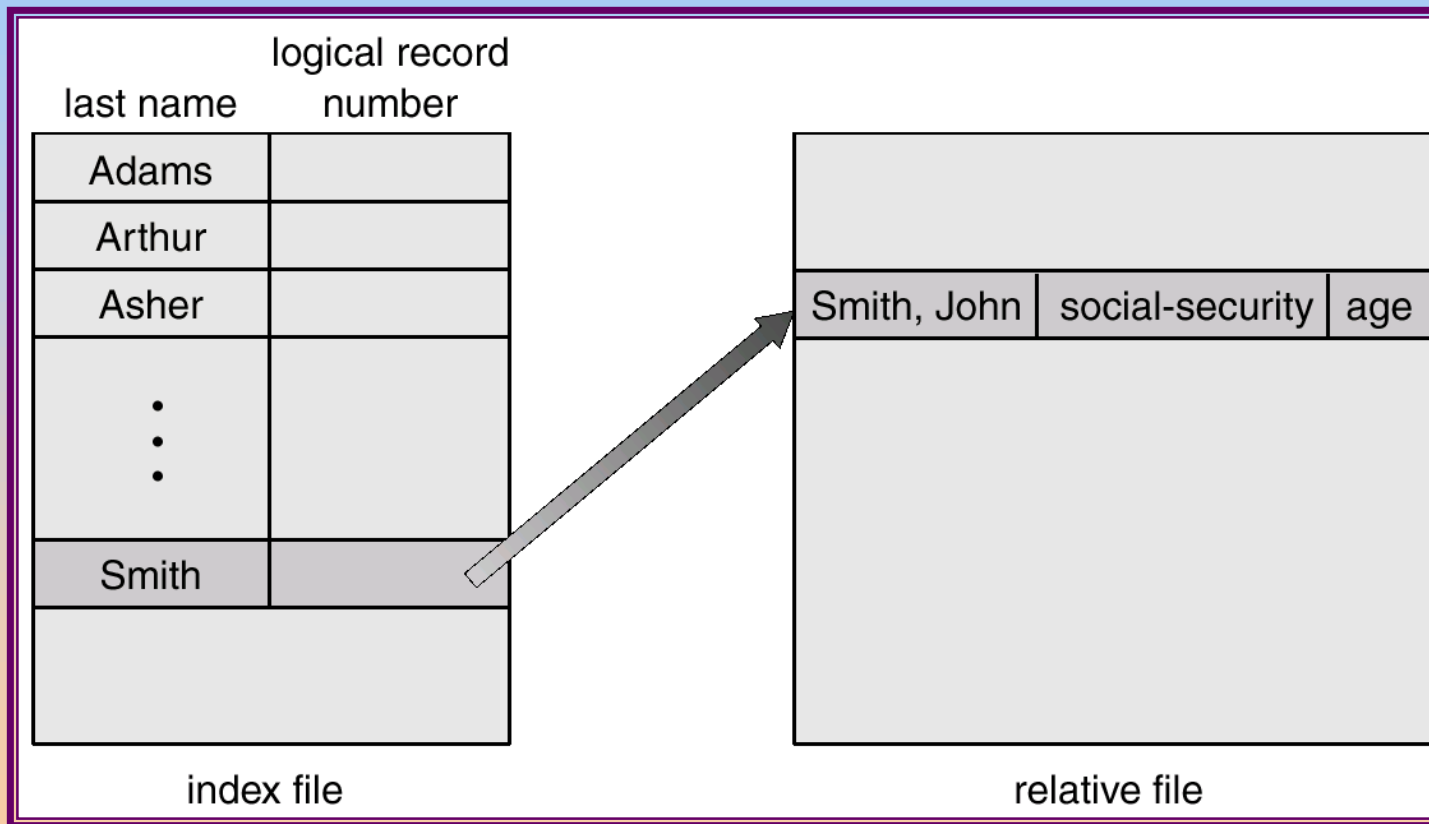 logical record
last name number
Adams
Arthur
Asher
Smith, John social-security age
Smith
index file relative file